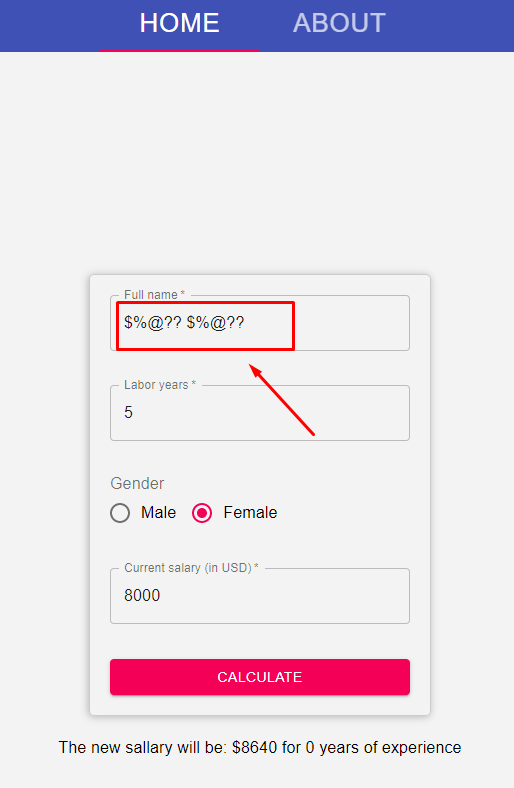 HOME ABOUT
Full name *
$%@?? $%@??
Labor years *
5
Gender
Male Female
Current salary (in USD) *
8000
CALCULATE
The new sallary will be: $8640 for 0 years of experience